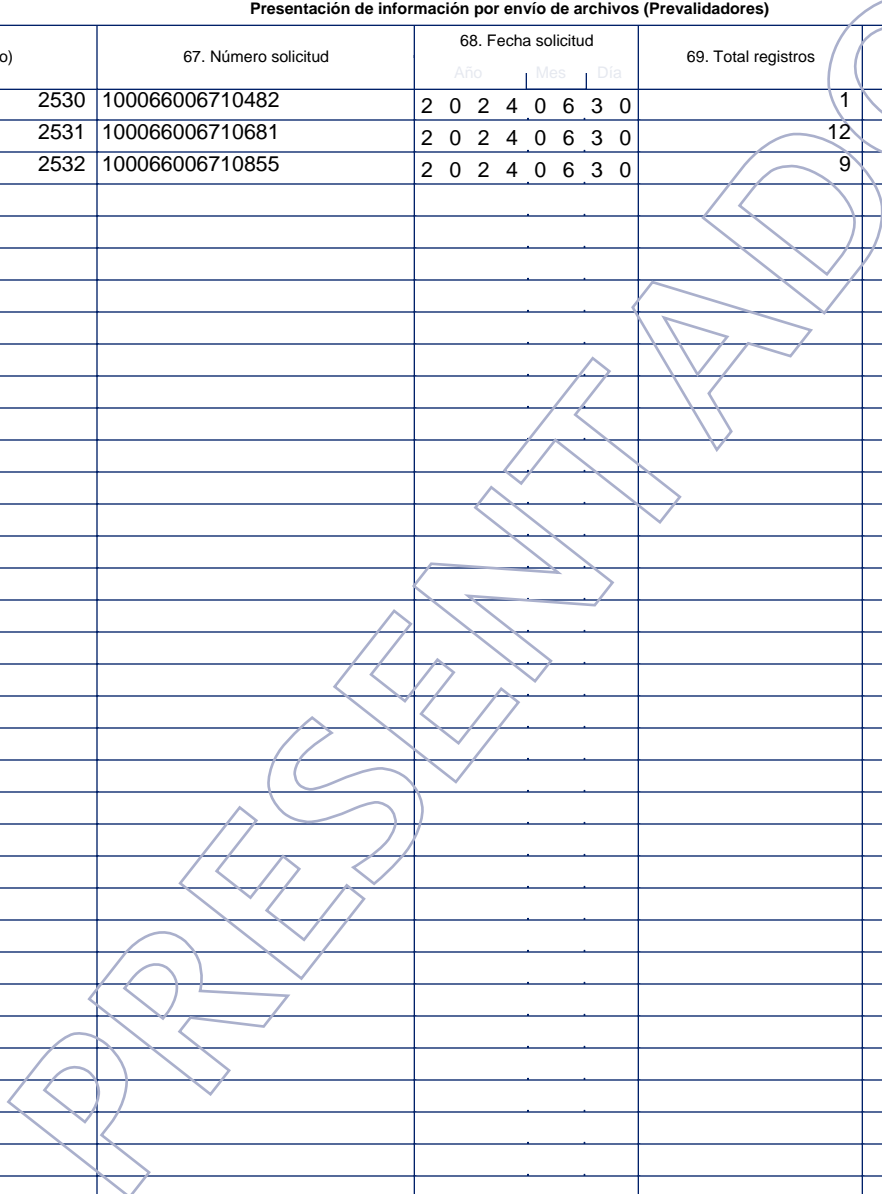 Presentación de información por envío de archivos (Prevalidadores)
o) 67. Número solicitud 68. Fecha solicitud 69. Total registros
Año Mes Día
2530 100066006710482 2 0 2 4 0 6 3 0 1
2531 100066006710681 2 0 2 4 0 6 3 0 12
2532 100066006710855 2 0 2 4 0 6 3 0 9
PRESENTADO